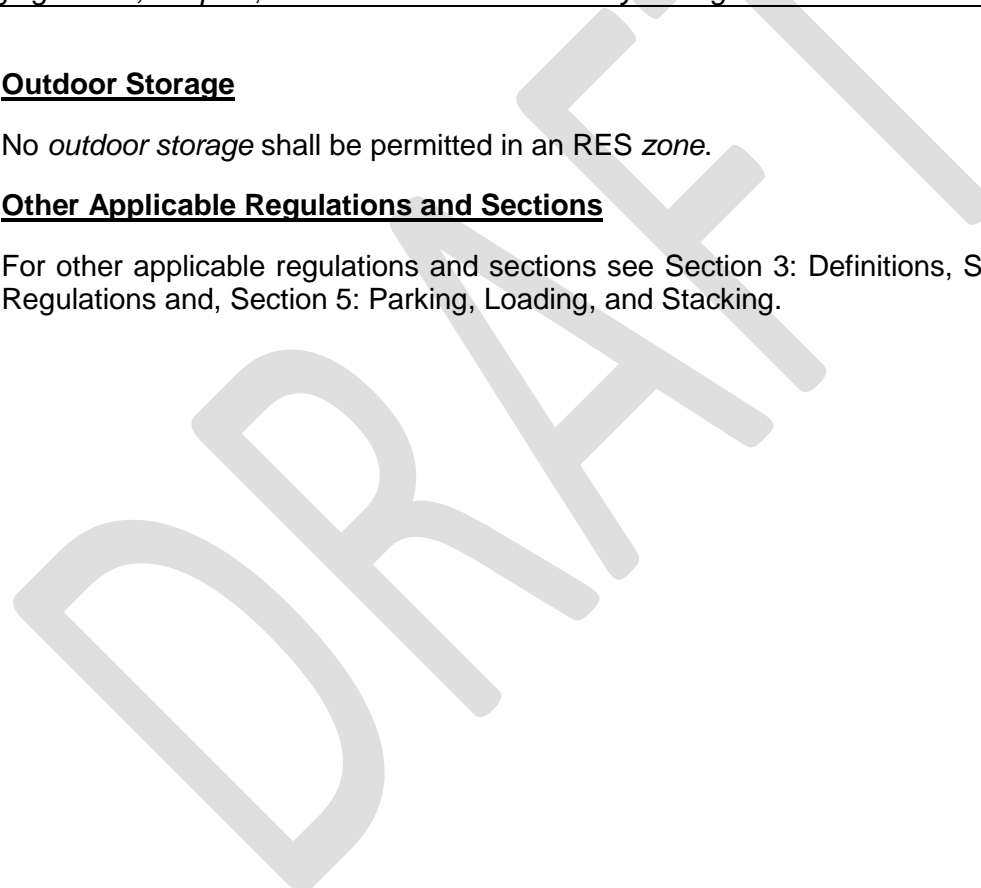 Outdoor Storage
No outdoor storage shall be permitted in an RES zone.
Other Applicable Regulations and Sections
For other applicable regulations and sections see Section 3: Definitions, S
Regulations and, Section 5: Parking, Loading, and Stacking.
DRAFT